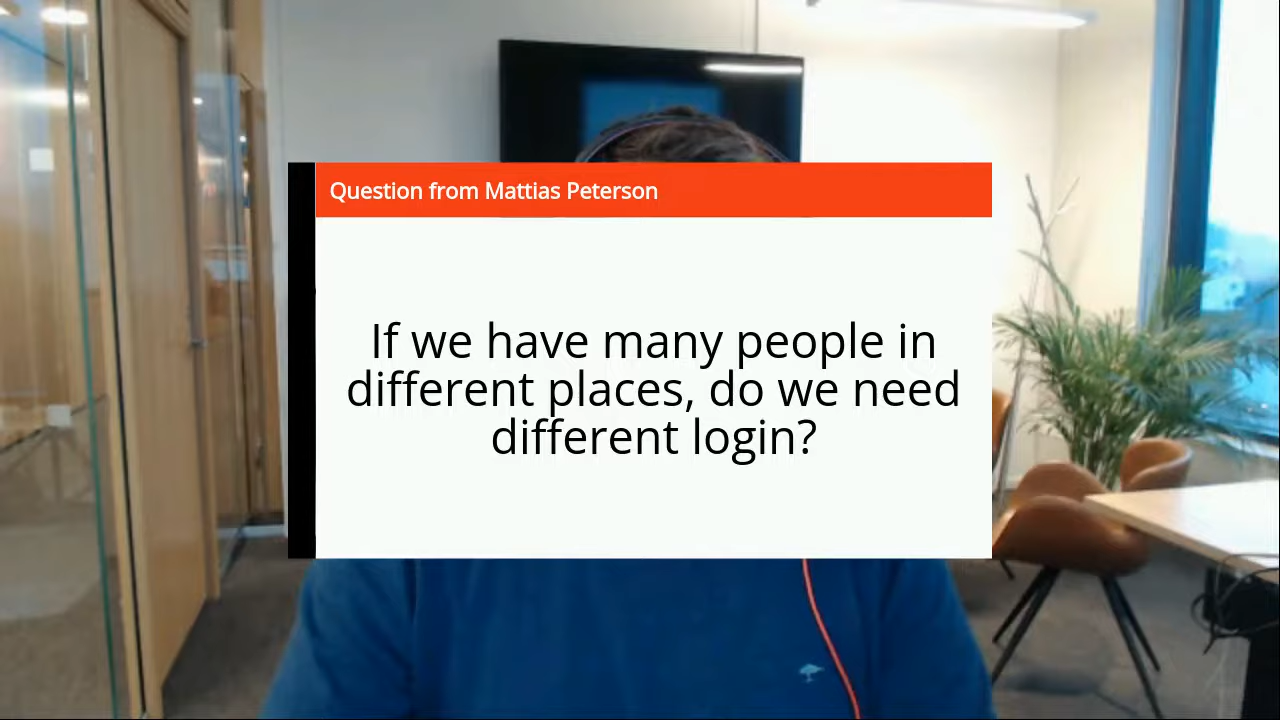 Question from Mattias Peterson
If we have many people in
different places, do we need
different login?